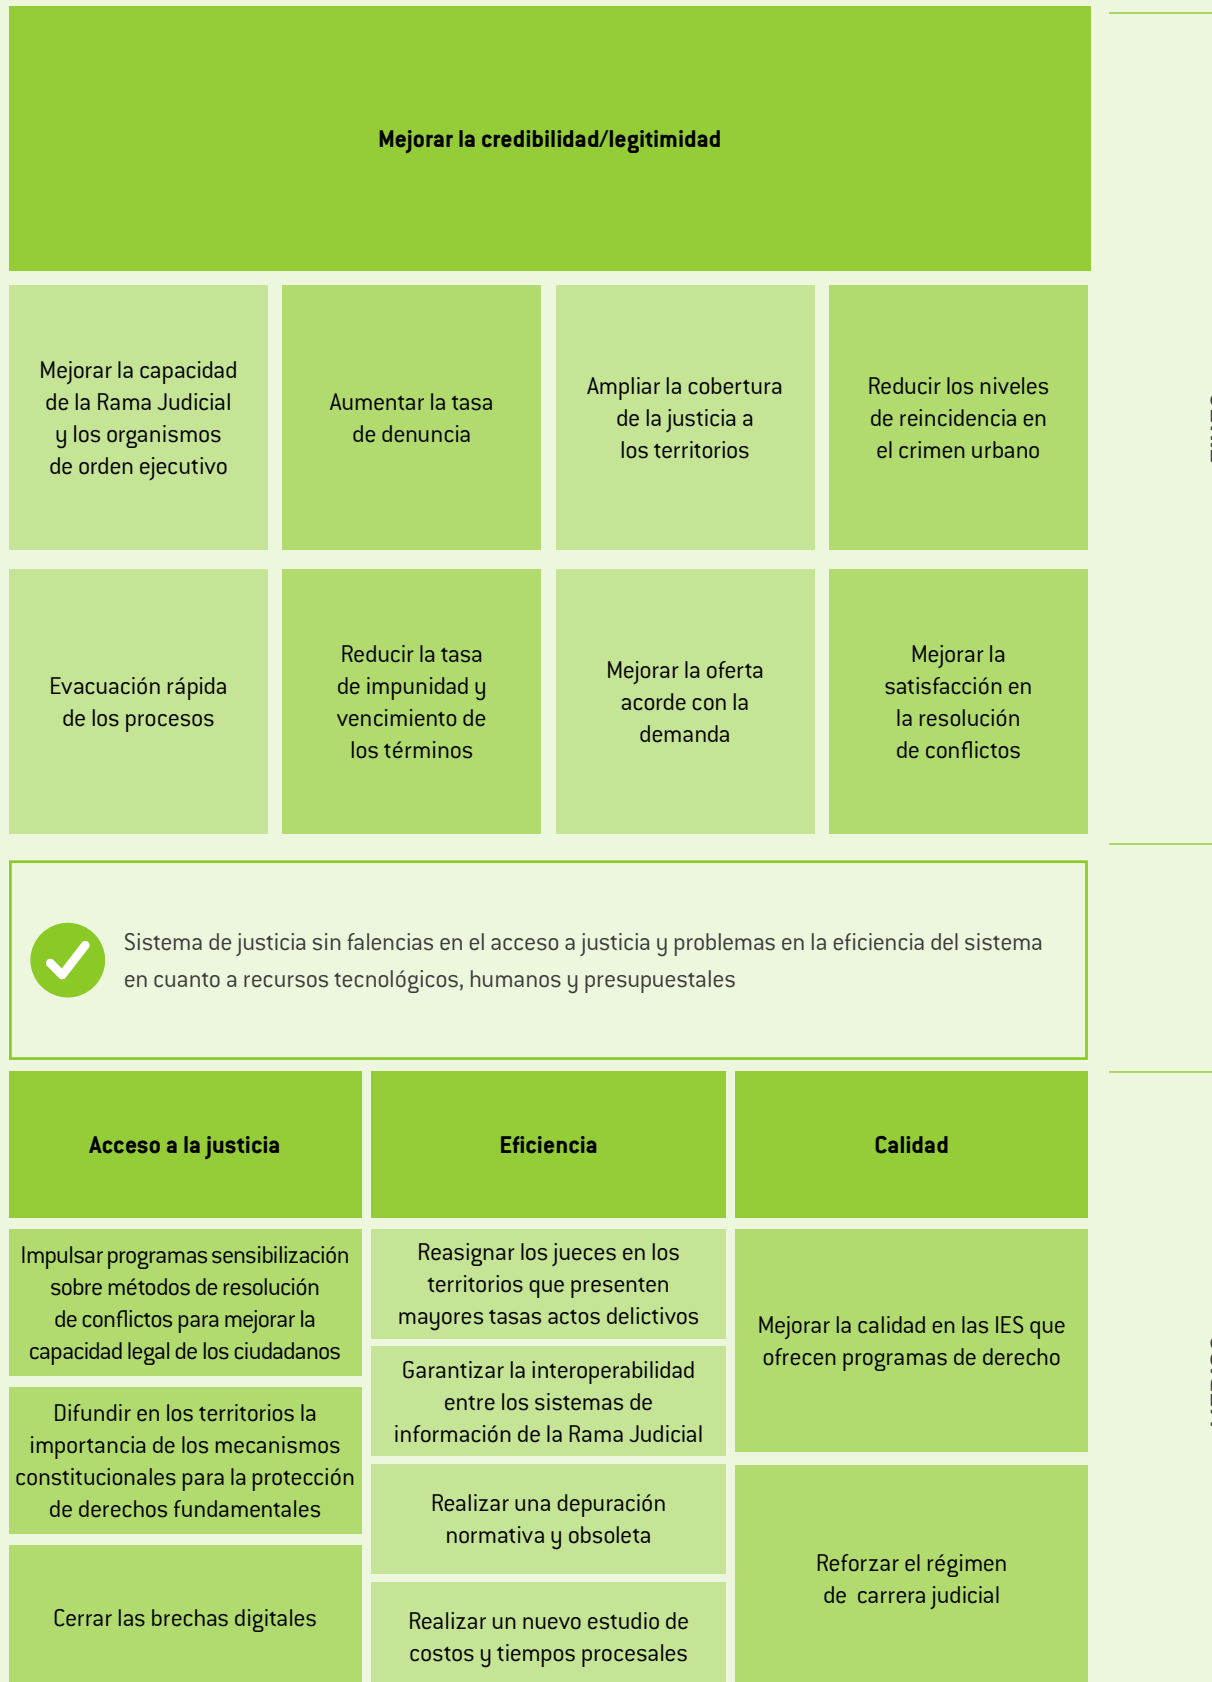 Mejorar la credibilidad/legitimidad
Mejorar la capacidad
de la Rama Judicial
y los organismos
de orden ejecutivo
Aumentar la tasa
de denuncia
Ampliar la cobertura
de la justicia a
los territorios
Reducir los niveles
de reincidencia en
el crimen urbano
Evacuación rápida
de los procesos
Reducir la tasa
de impunidad y
vencimiento de
los términos
Mejorar la oferta
acorde con la
demanda
Mejorar la
satisfacción en
la resolución
de conflictos
Sistema de justicia sin falencias en el acceso a justicia y problemas en la eficiencia del sistema
en cuanto a recursos tecnológicos, humanos y presupuestales
Acceso a la justicia
Impulsar programas sensibilización
sobre métodos de resolución
de conflictos para mejorar la
capacidad legal de los ciudadanos
Difundir en los territorios la
importancia de los mecanismos
constitucionales para la protección
de derechos fundamentales
Cerrar las brechas digitales
Eficiencia
Reasignar los jueces en los
territorios que presenten
mayores tasas actos delictivos
Garantizar la interoperabilidad
entre los sistemas de
información de la Rama Judicial
Realizar una depuración
normativa y obsoleta
Realizar un nuevo estudio de
costos y tiempos procesales
Calidad
Mejorar la calidad en las IES que
ofrecen programas de derecho
Reforzar el régimen
de carrera judicial